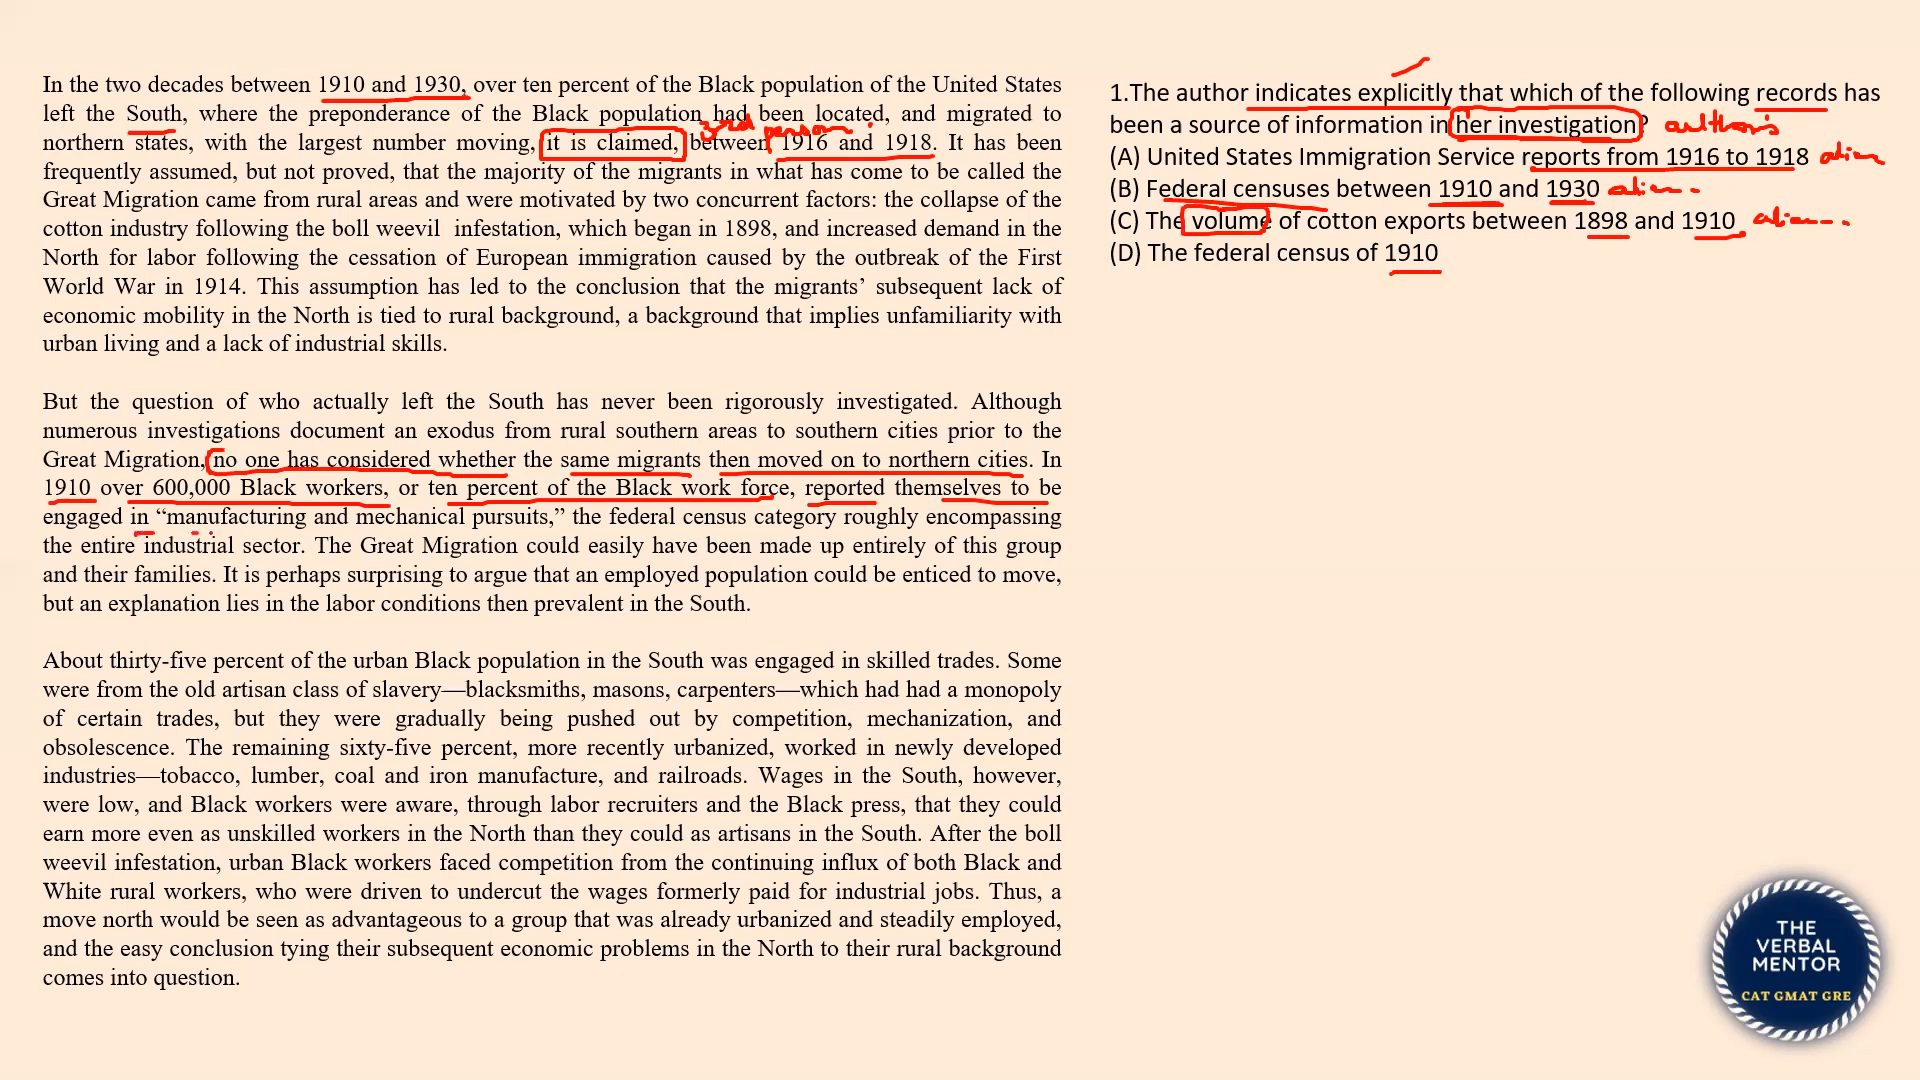 In the two decades between 1910 and 1930, over ten percent of the Black population of the United States
left the South, where the preponderance of the Black population had been located, and migrated to
3rd person
northern states, with the largest number moving, it is claimed, between 1916 and 1918. It has been
frequently assumed, but not proved, that the majority of the migrants in what has come to be called the
Great Migration came from rural areas and were motivated by two concurrent factors: the collapse of the
cotton industry following the boll weevil infestation, which began in 1898, and increased demand in the
North for labor following the cessation of European immigration caused by the outbreak of the First
World War in 1914. This assumption has led to the conclusion that the migrants’ subsequent lack of
economic mobility in the North is tied to rural background, a background that implies unfamiliarity with
urban living and a lack of industrial skills.
But the question of who actually left the South has never been rigorously investigated. Although
numerous investigations document an exodus from rural southern areas to southern cities prior to the
Great Migration, no one has considered whether the same migrants then moved on to northern cities. In
1910 over 600,000 Black workers, or ten percent of the Black work force, reported themselves to be
engaged in “manufacturing and mechanical pursuits,” the federal census category roughly encompassing
the entire industrial sector. The Great Migration could easily have been made up entirely of this group
and their families. It is perhaps surprising to argue that an employed population could be enticed to move,
but an explanation lies in the labor conditions then prevalent in the South.
About thirty-five percent of the urban Black population in the South was engaged in skilled trades. Some
were from the old artisan class of slavery—blacksmiths, masons, carpenters—which had had a monopoly
of certain trades, but they were gradually being pushed out by competition, mechanization, and
obsolescence. The remaining sixty-five percent, more recently urbanized, worked in newly developed
industries—tobacco, lumber, coal and iron manufacture, and railroads. Wages in the South, however,
were low, and Black workers were aware, through labor recruiters and the Black press, that they could
earn more even as unskilled workers in the North than they could as artisans in the South. After the boll
weevil infestation, urban Black workers faced competition from the continuing influx of both Black and
White rural workers, who were driven to undercut the wages formerly paid for industrial jobs. Thus, a
move north would be seen as advantageous to a group that was already urbanized and steadily employed,
and the easy conclusion tying their subsequent economic problems in the North to their rural background
comes into question.
1.The author indicates explicitly that which of the following records has
been a source of information in her investigation? author's
(A) United States Immigration Service reports from 1916 to 1918 alien
(B) Federal censuses between 1910 and 1930 alien
(C) The volume of cotton exports between 1898 and 1910 alien
(D) The federal census of 1910
THE
VERBAL
MENTOR
CAT GMAT GRE